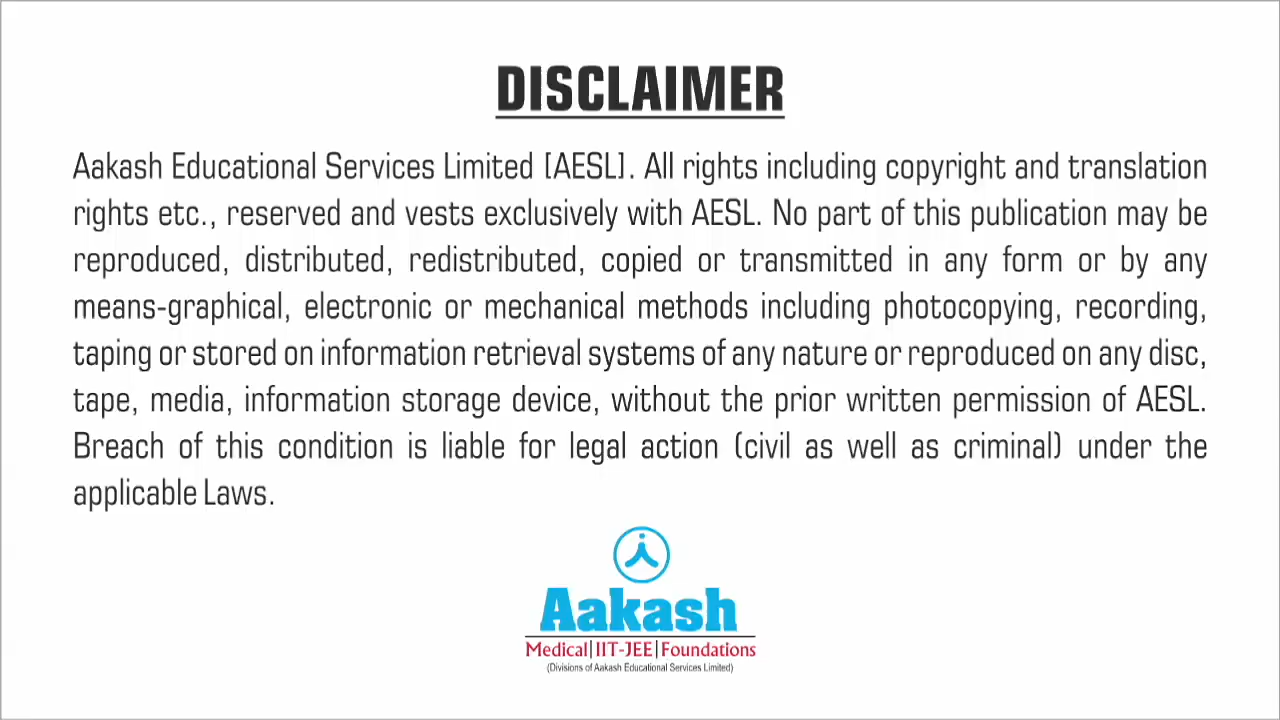 DISCLAIMER
Aakash Educational Services Limited [AESL]. All rights including copyright and translation
rights etc., reserved and vests exclusively with AESL. No part of this publication may be
reproduced, distributed, redistributed, copied or transmitted in any form or by any
means-graphical, electronic or mechanical methods including photocopying, recording,
taping or stored on information retrieval systems of any nature or reproduced on any disc,
tape, media, information storage device, without the prior written permission of AESL.
Breach of this condition is liable for legal action (civil as well as criminal) under the
applicable Laws.
Aakash
Medical|IIT-JEE|Foundations
(Divisions of Aakash Educational Services Limited)